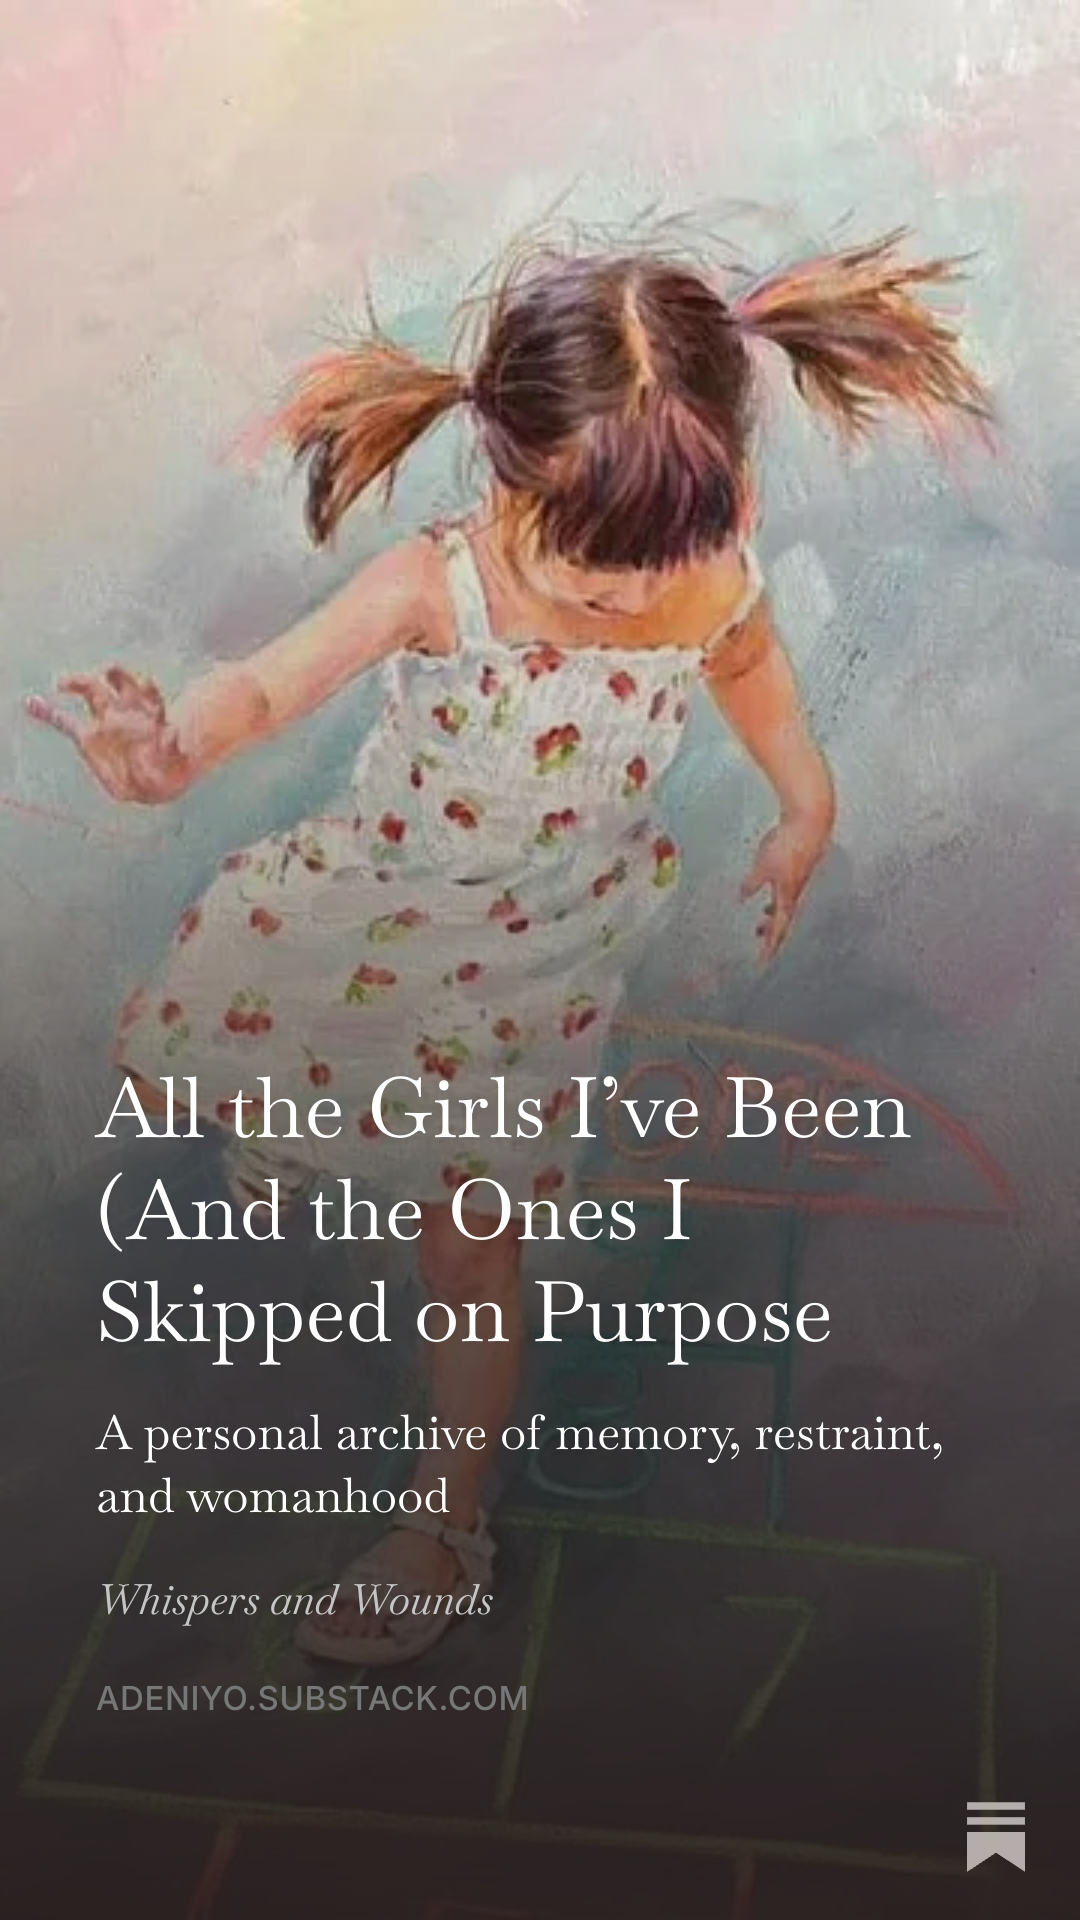 All the Girls I’ve Been
(And the Ones I
Skipped on Purpose
A personal archive of memory, restraint,
and womanhood
Whispers and Wounds
ADENIYO.SUBSTACK.COM
7